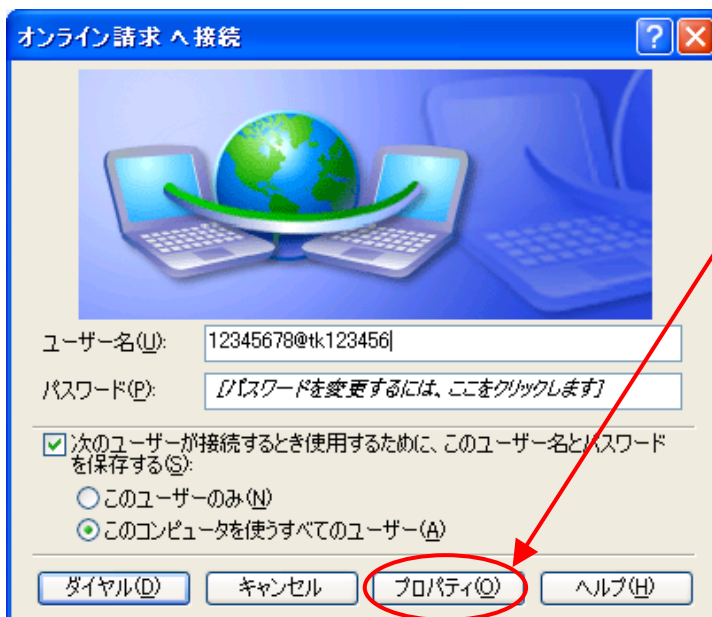 オンライン請求 へ接続
ユーザー名(U):
12345678@tk123456
パスワード(P):
[パスワードを変更するには、ここをクリックします]
次のユーザーが接続するとき使用するために、このユーザー名とパスワード
を保存する(S):
このユーザーのみ(N)
このコンピュータを使うすべてのユーザー(A)
ダイヤル(D)
キャンセル
プロパティ(O)
ヘルプ(H)